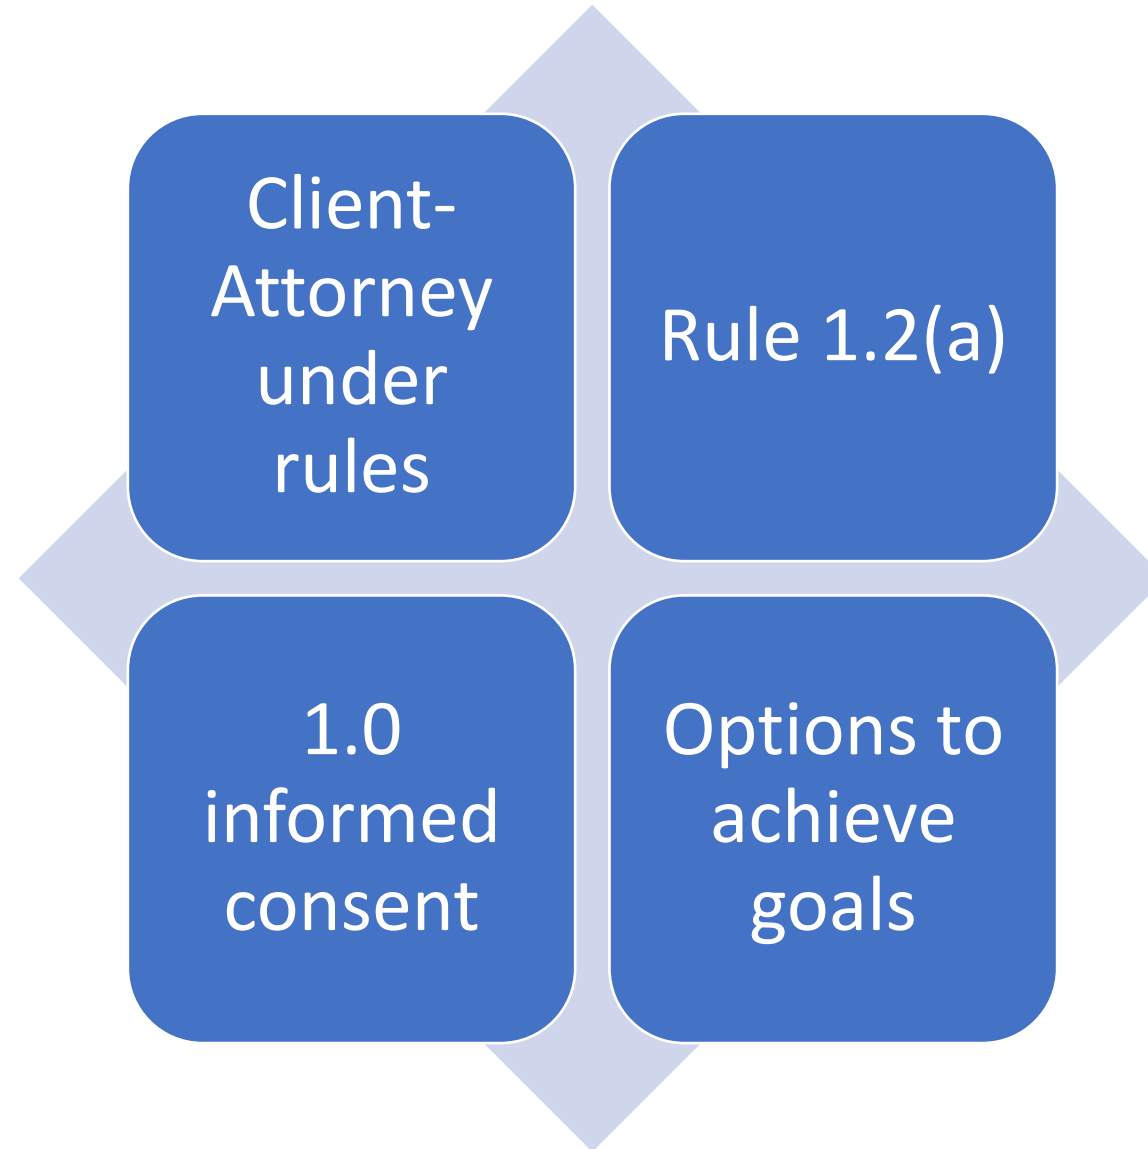 Client-
Attorney
under
rules
Rule 1.2(a)
1.0
informed
consent
Options to
achieve
goals